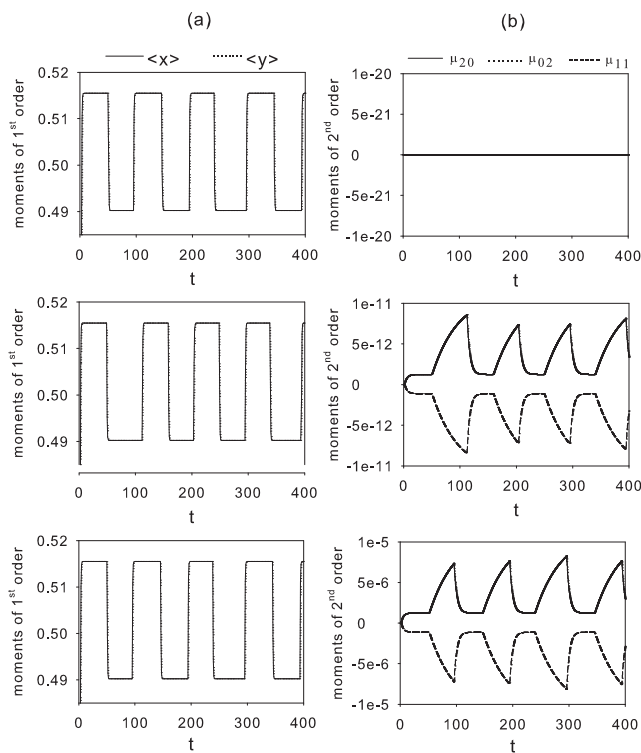 (a)
(b)
<x> <y>
μ20 μ02 μ11
0.52
0.51
0.50
0.49
moments of 1st order
0 100 200 300 400
t
1e-20
5e-21
0
-5e-21
-1e-20
moments of 2nd order
0 100 200 300 400
t
0.52
0.51
0.50
0.49
moments of 1st order
0 100 200 300 400
t
1e-11
5e-12
0
-5e-12
-1e-11
moments of 2nd order
0 100 200 300 400
t
0.52
0.51
0.50
0.49
moments of 1st order
0 100 200 300 400
t
1e-5
5e-6
0
-5e-6
-1e-5
moments of 2nd order
0 100 200 300 400
t